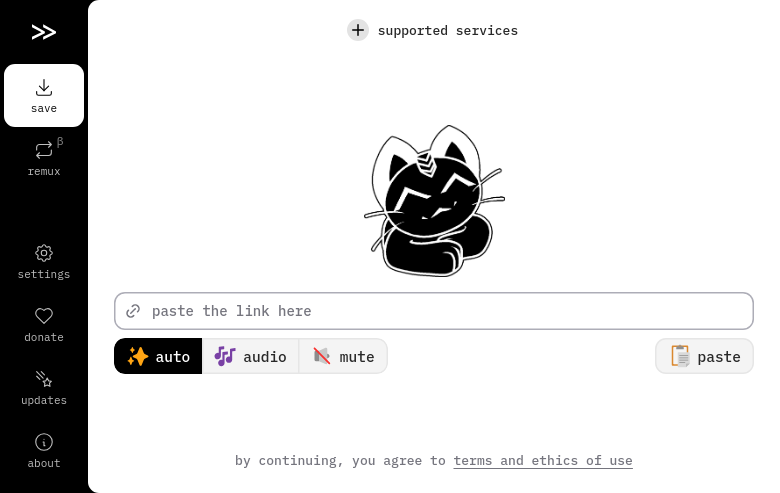 supported services
save
remux β
settings
donate
updates
about
paste the link here
auto
audio
mute
paste
by continuing, you agree to terms and ethics of use